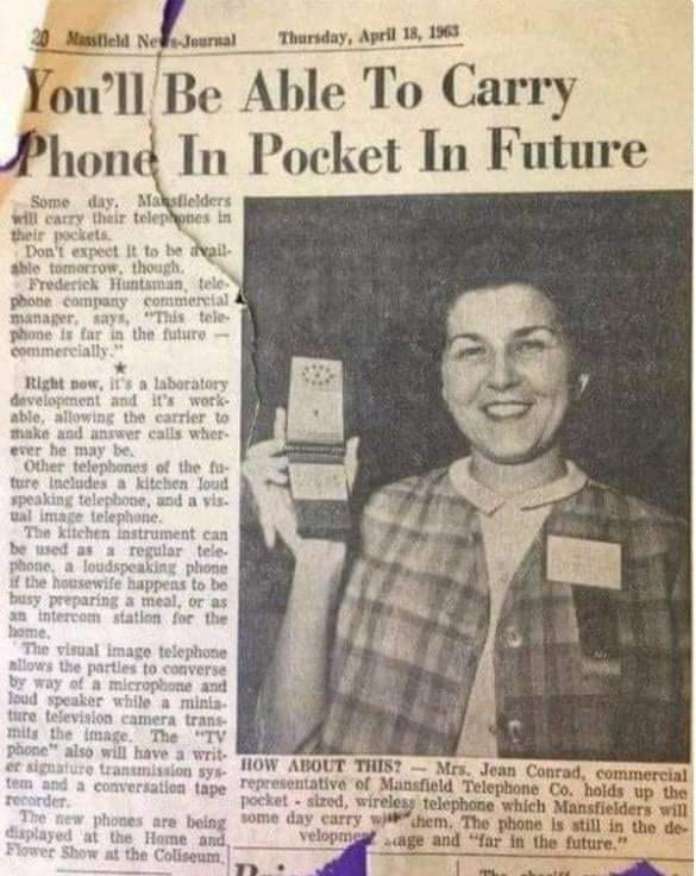 20 Mansfield News-Journal Thursday, April 18, 1963
You'll Be Able To Carry
Phone In Pocket In Future
Some day, Mansfielders
will carry their telephones in
their pockets.
Don't expect it to be avail-
able tomorrow, though.
Frederick Huntsman, tele-
phone company commercial
manager, says, "This tele-
phone is far in the future —
commercially."
★
Right now, it's a laboratory
development and it's work-
able, allowing the carrier to
make and answer calls wher-
ever he may be.
Other telephones of the fu-
ture includes a kitchen loud
speaking telephone, and a vis-
ual image telephone.
The kitchen instrument can
be used as a regular tele-
phone, a loudspeaking phone
if the housewife happens to be
busy preparing a meal, or as
an intercom station for the
home.
The visual image telephone
allows the parties to converse
by way of a microphone and
loud speaker while a minia-
ture television camera trans-
mits the image. The "TV
phone" also will have a writ-
er signature transmission sys-
tem and a conversation tape
recorder.
The new phones are being
displayed at the Home and
Flower Show at the Coliseum.
HOW ABOUT THIS? — Mrs. Jean Conrad, commercial
representative of Mansfield Telephone Co. holds up the
pocket - sized, wireless telephone which Mansfielders will
some day carry with them. The phone is still in the de-
velopment stage and "far in the future."